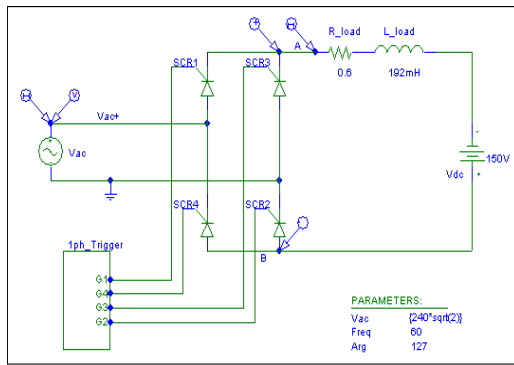 R_load
L_load
A
SCR1
SCR3
0.6
192mH
Vac+
V
Vac
-
150V
Vdc
+
SCR4
SCR2
1ph_Trigger
B
G1
G4
G3
G2
PARAMETERS:
Vac {240*sqrt(2)}
Freq 60
Arg 127